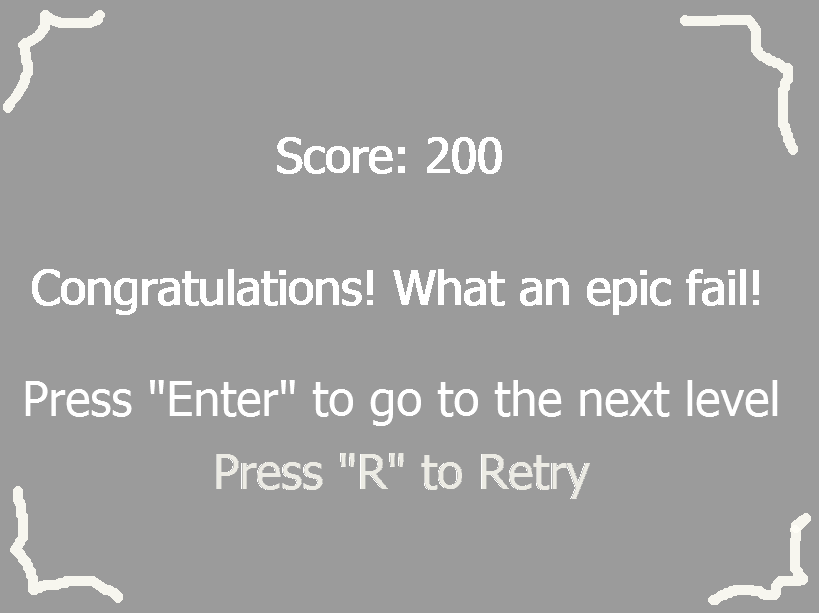 Score: 200
Congratulations! What an epic fail!
Press "Enter" to go to the next level
Press "R" to Retry